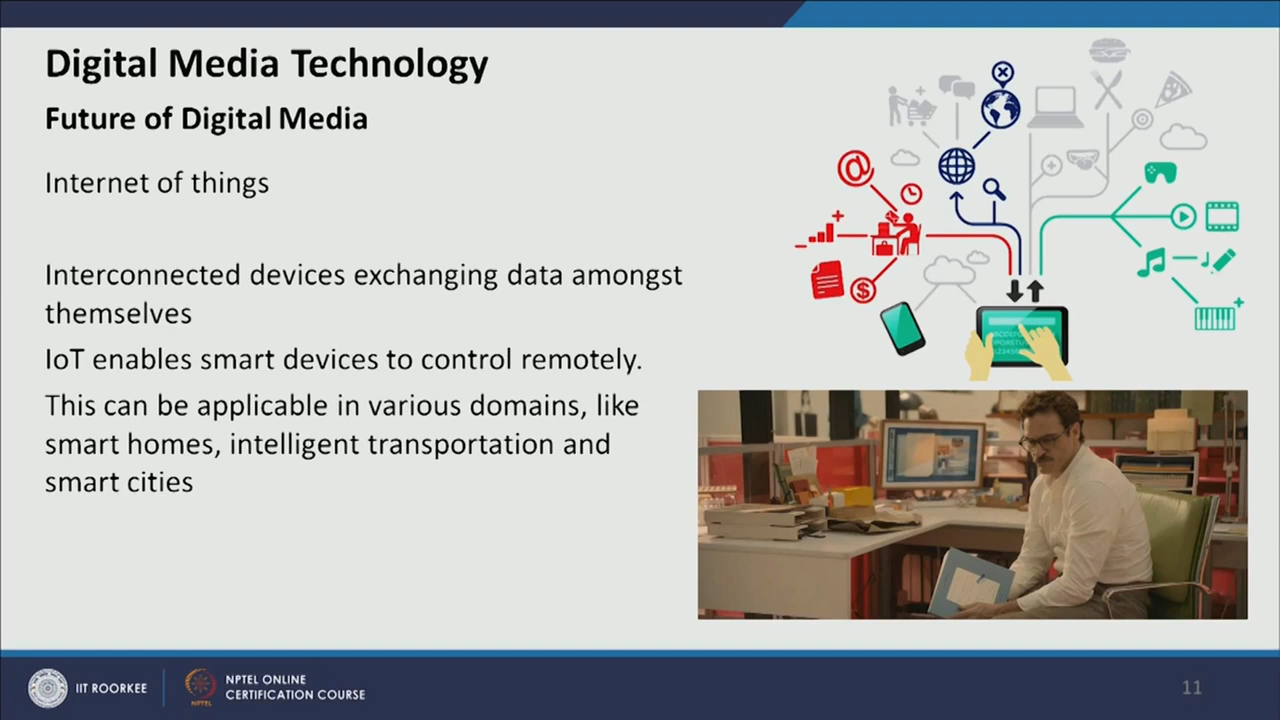 Digital Media Technology
Future of Digital Media
Internet of things
Interconnected devices exchanging data amongst
themselves
IoT enables smart devices to control remotely.
This can be applicable in various domains, like
smart homes, intelligent transportation and
smart cities
IIT ROORKEE
NPTEL ONLINE
CERTIFICATION COURSE
NPTEL
11